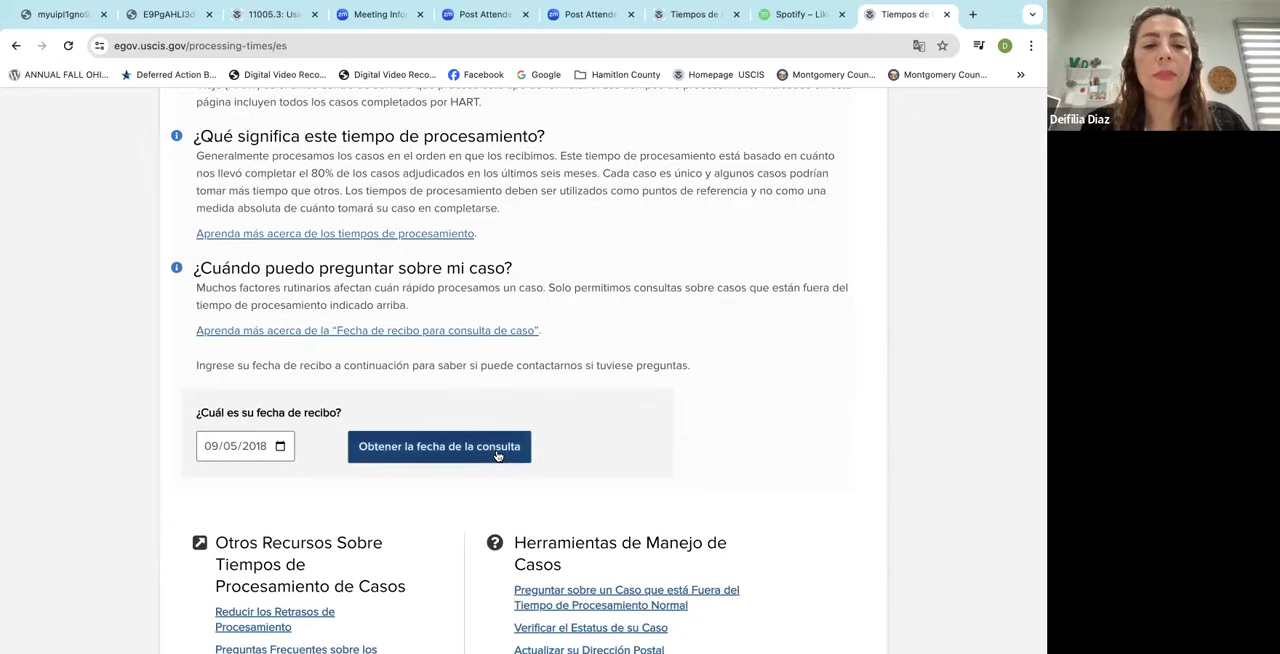 myuipl1gno9
E9PgAHLI3d
11005.3: Usi
Meeting Info
Post Attende
Post Attende
Tiempos de
Spotify – Lik
Tiempos de
egov.uscis.gov/processing-times/es
D
ANNUAL FALL OHI...
Deferred Action B...
Digital Video Reco...
Digital Video Reco...
Facebook
Google
Hamitlon County
Homepage USCIS
Montgomery Coun...
Montgomery Coun...
»
Deifilia Diaz
página incluyen todos los casos completados por HART.
¿Qué significa este tiempo de procesamiento?
Generalmente procesamos los casos en el orden en que los recibimos. Este tiempo de procesamiento está basado en cuánto
nos llevó completar el 80% de los casos adjudicados en los últimos seis meses. Cada caso es único y algunos casos podrían
tomar más tiempo que otros. Los tiempos de procesamiento deben ser utilizados como puntos de referencia y no como una
medida absoluta de cuánto tomará su caso en completarse.
Aprenda más acerca de los tiempos de procesamiento.
¿Cuándo puedo preguntar sobre mi caso?
Muchos factores rutinarios afectan cuán rápido procesamos un caso. Solo permitimos consultas sobre casos que están fuera del
tiempo de procesamiento indicado arriba.
Aprenda más acerca de la “Fecha de recibo para consulta de caso”.
Ingrese su fecha de recibo a continuación para saber si puede contactarnos si tuviese preguntas.
¿Cuál es su fecha de recibo?
09/05/2018
Obtener la fecha de la consulta
Otros Recursos Sobre
Tiempos de
Procesamiento de Casos
Reducir los Retrasos de
Procesamiento
Preguntas Frecuentes sobre los
Herramientas de Manejo de
Casos
Preguntar sobre un Caso que está Fuera del
Tiempo de Procesamiento Normal
Verificar el Estatus de su Caso
Actualizar su Dirección Postal